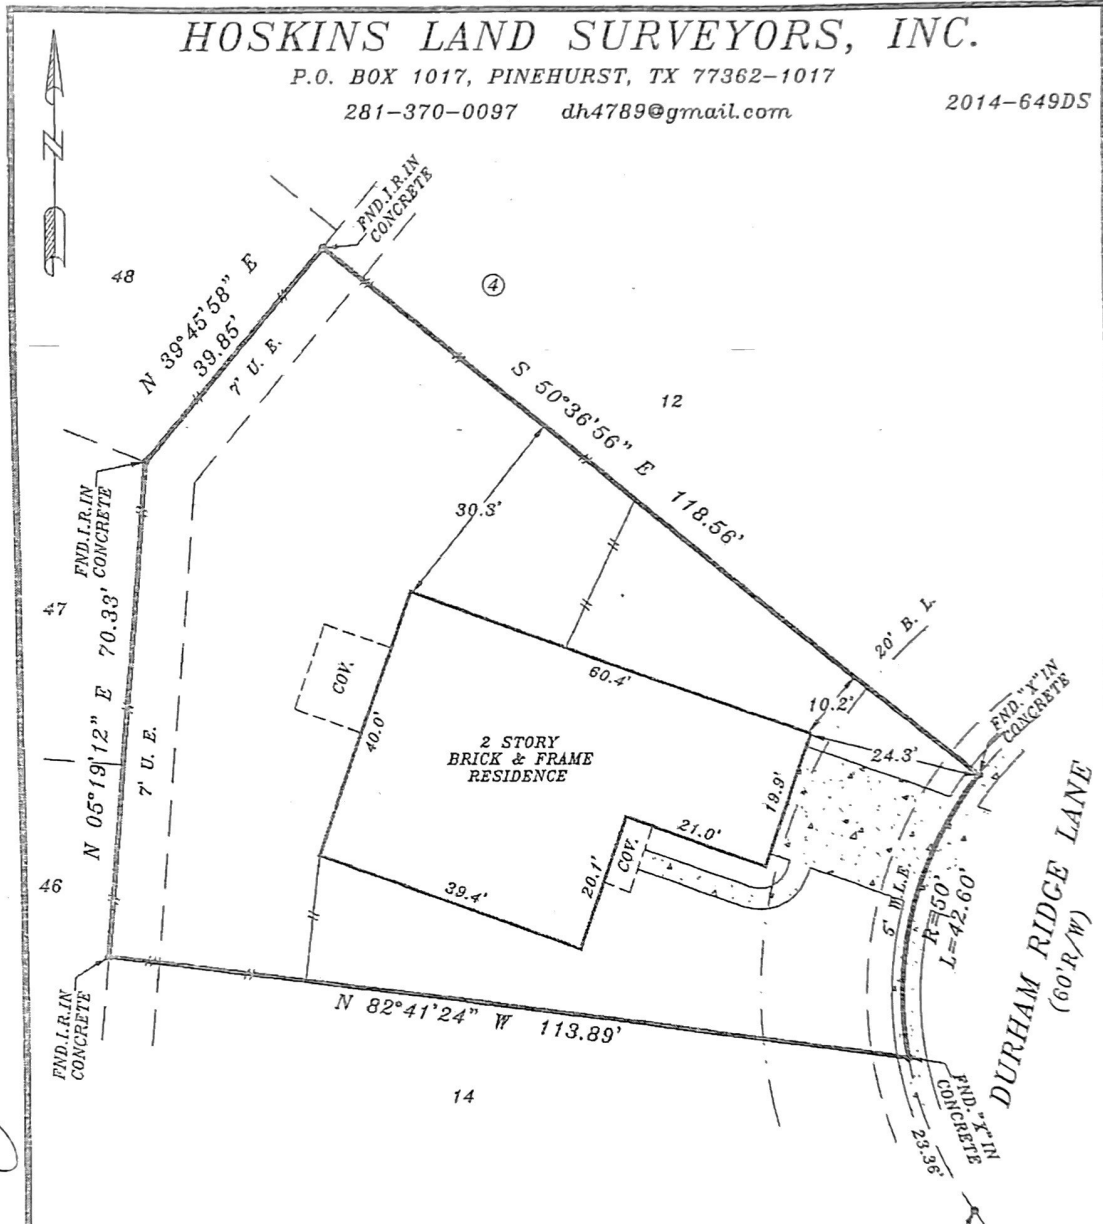 HOSKINS LAND SURVEYORS, INC.
P.O. BOX 1017, PINEHURST, TX 77362-1017
281-370-0097 dh4789@gmail.com
2014-649DS
N
FND.I.R.IN
CONCRETE
48
4
N 39°45'58" E
39.85'
7' U. E.
S 50°36'56" E 118.56'
12
FND.I.R.IN
CONCRETE
30.3'
47
N 05°19'12" E 70.33'
7' U. E.
20' B. L.
COV.
60.4'
10.2'
FND."X"IN
CONCRETE
40.0'
2 STORY
BRICK & FRAME
RESIDENCE
24.3'
19.9'
21.0'
COV.
20.1'
39.4'
46
5' W.L.E.
R=50'
L=42.60'
DURHAM RIDGE LANE
(60'R/W)
FND.I.R.IN
CONCRETE
N 82°41'24" W 113.89'
14
FND."X"IN
CONCRETE
23.36'